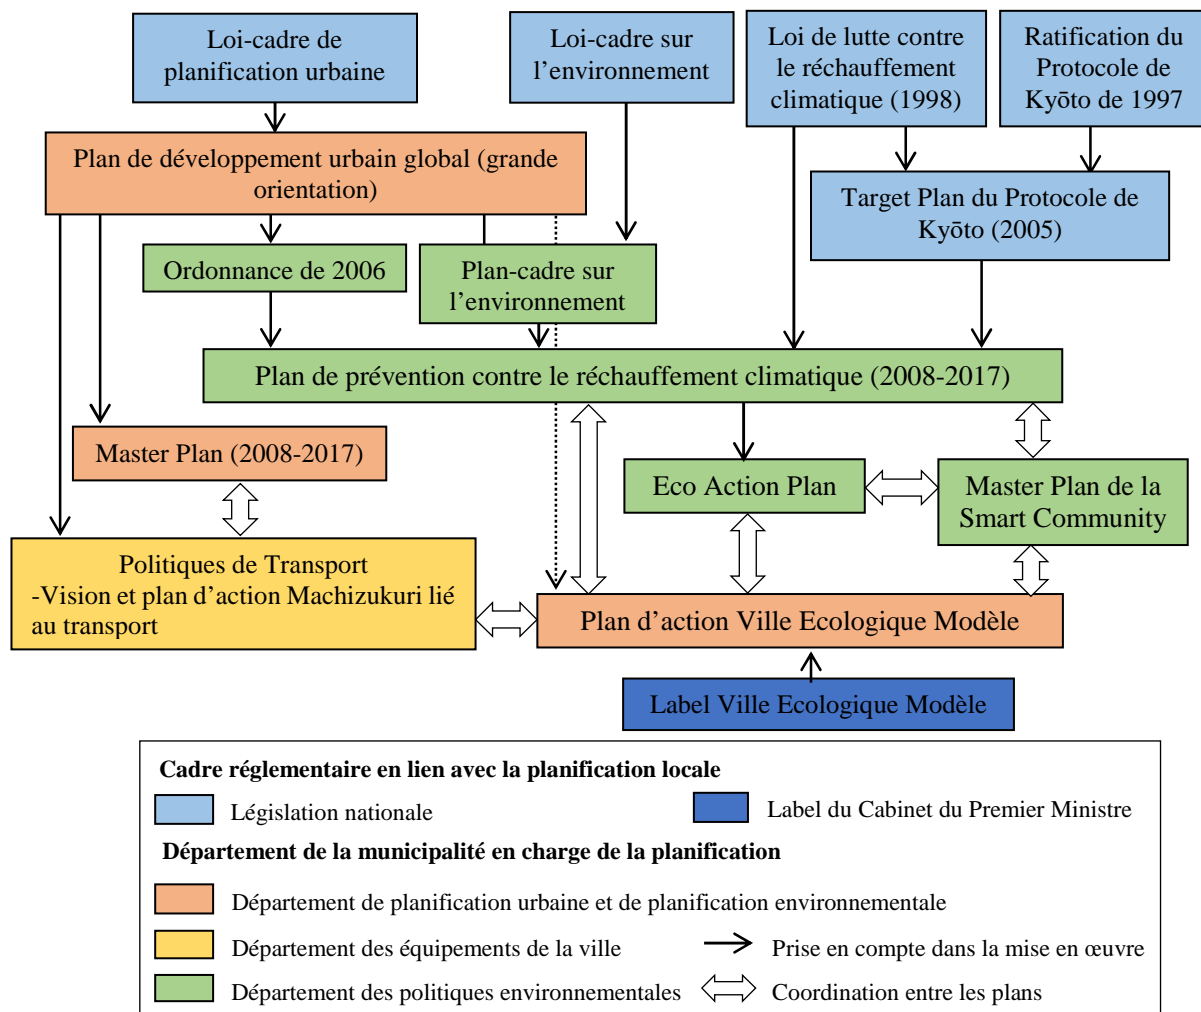 Loi-cadre de
planification urbaine
Loi-cadre sur
l’environnement
Loi de lutte contre
le réchauffement
climatique (1998)
Ratification du
Protocole de
Kyōto de 1997
Plan de développement urbain global (grande
orientation)
Target Plan du Protocole de
Kyōto (2005)
Ordonnance de 2006
Plan-cadre sur
l’environnement
Plan de prévention contre le réchauffement climatique (2008-2017)
Master Plan (2008-2017)
Eco Action Plan
Master Plan de la
Smart Community
Politiques de Transport
-Vision et plan d’action Machizukuri lié
au transport
Plan d’action Ville Ecologique Modèle
Label Ville Ecologique Modèle
Cadre réglementaire en lien avec la planification locale
Législation nationale
Label du Cabinet du Premier Ministre
Département de la municipalité en charge de la planification
Département de planification urbaine et de planification environnementale
Département des équipements de la ville
Prise en compte dans la mise en œuvre
Département des politiques environnementales
Coordination entre les plans